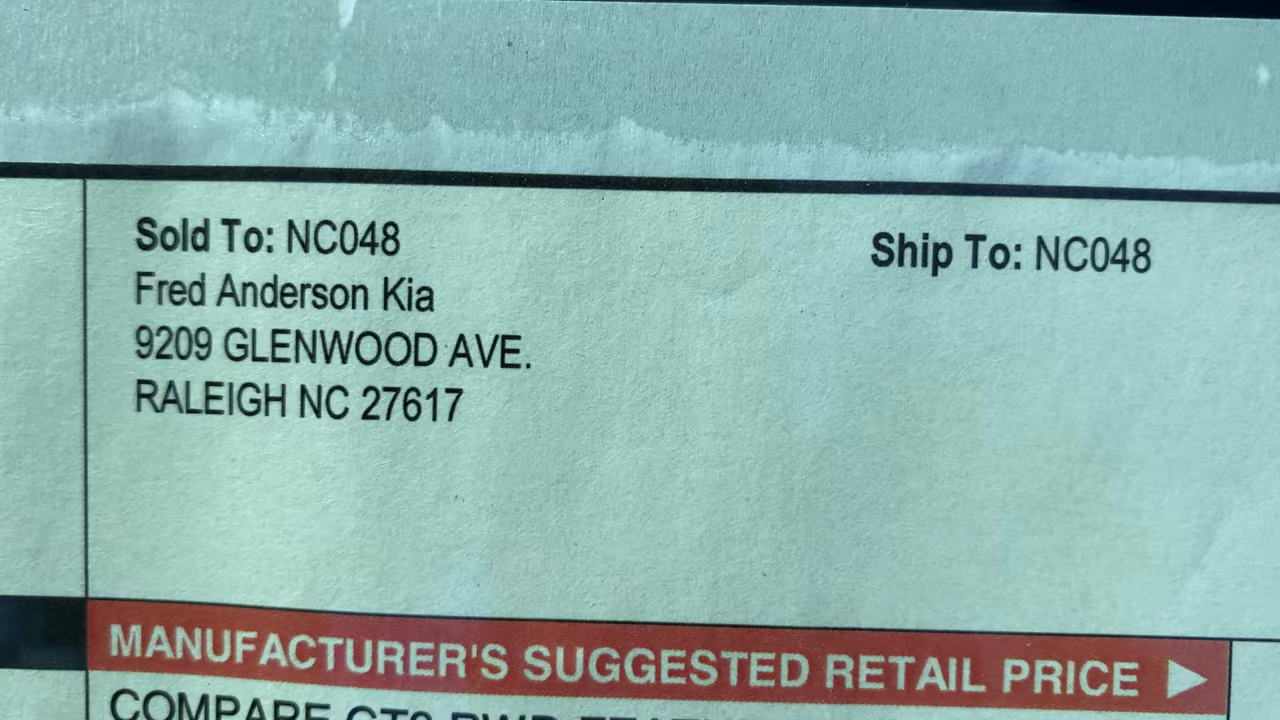 Sold To: NC048
Ship To: NC048
Fred Anderson Kia
9209 GLENWOOD AVE.
RALEIGH NC 27617
MANUFACTURER'S SUGGESTED RETAIL PRICE
COMPARE